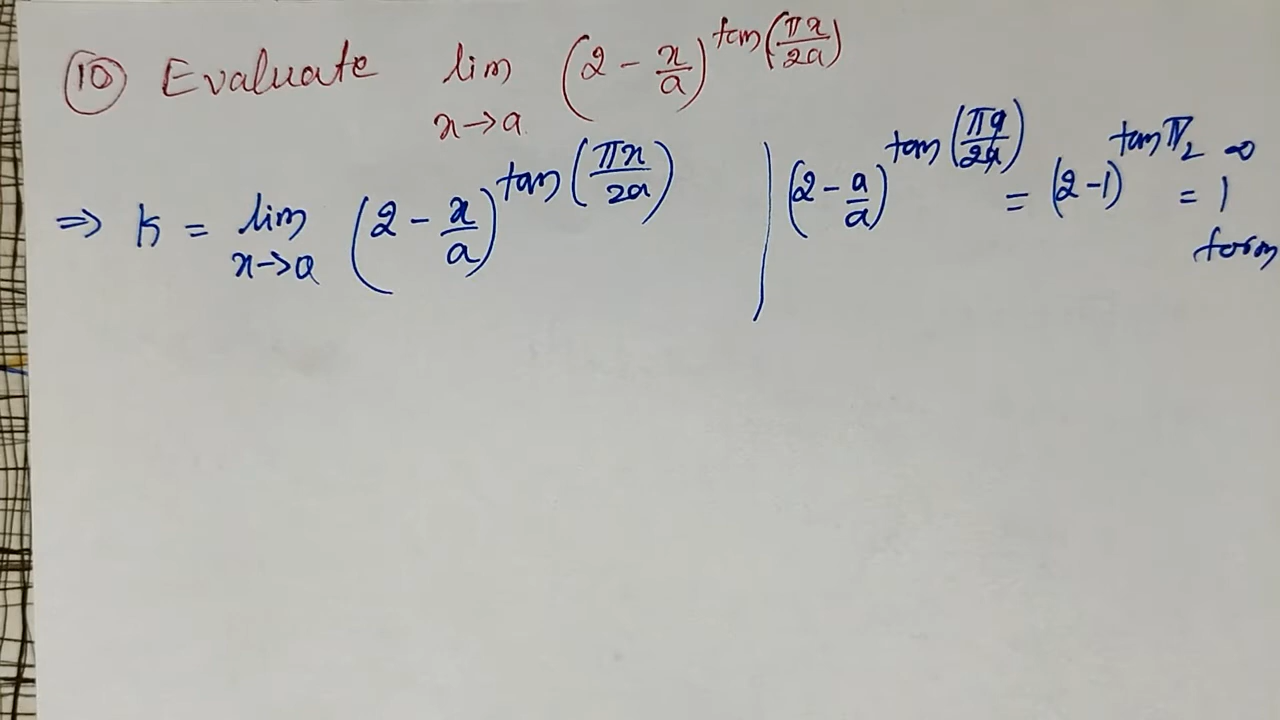 ⑩ Evaluate lim x→a (2 - x/a)^tan(πx/2a)
⇒ K = lim x→a (2 - x/a)^tan(πx/2a) | (2 - a/a)^tan(πa/2a) = (2-1)^tan π/2 = 1^∞ form